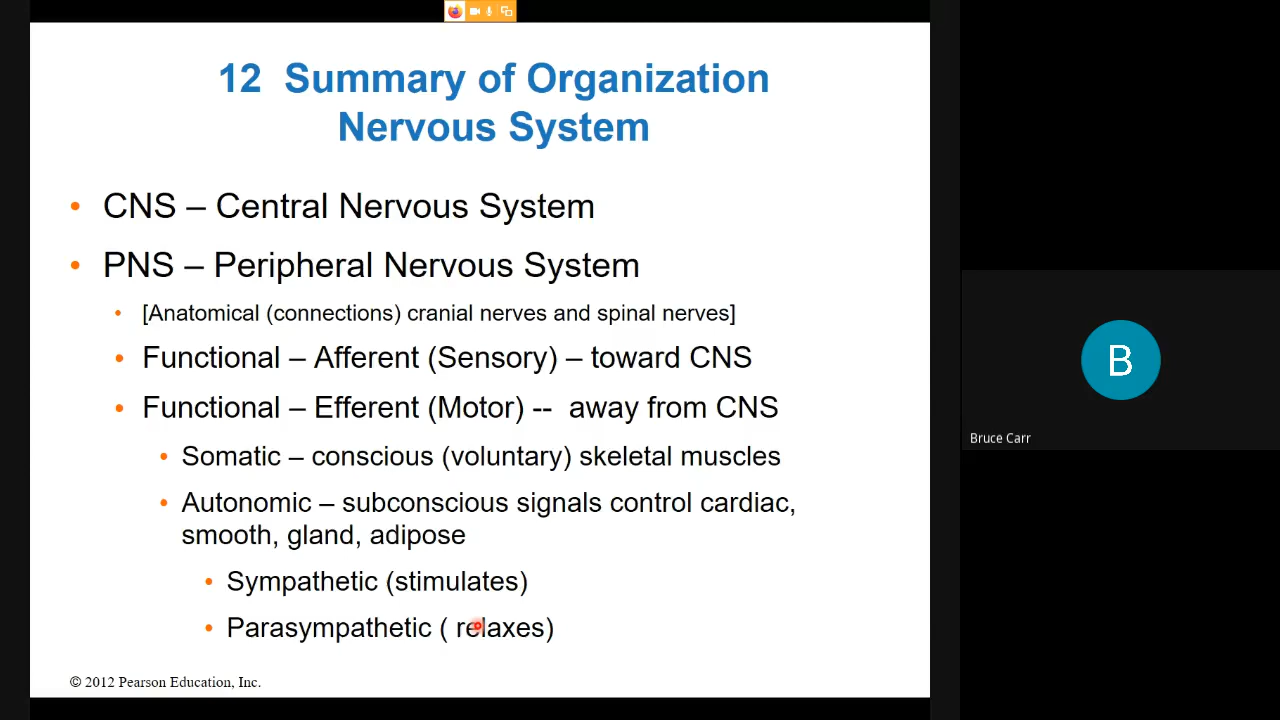 12 Summary of Organization
Nervous System
• CNS – Central Nervous System
• PNS – Peripheral Nervous System
• [Anatomical (connections) cranial nerves and spinal nerves]
• Functional – Afferent (Sensory) – toward CNS
• Functional – Efferent (Motor) -- away from CNS
• Somatic – conscious (voluntary) skeletal muscles
• Autonomic – subconscious signals control cardiac,
smooth, gland, adipose
• Sympathetic (stimulates)
• Parasympathetic ( relaxes)
© 2012 Pearson Education, Inc.
B
Bruce Carr